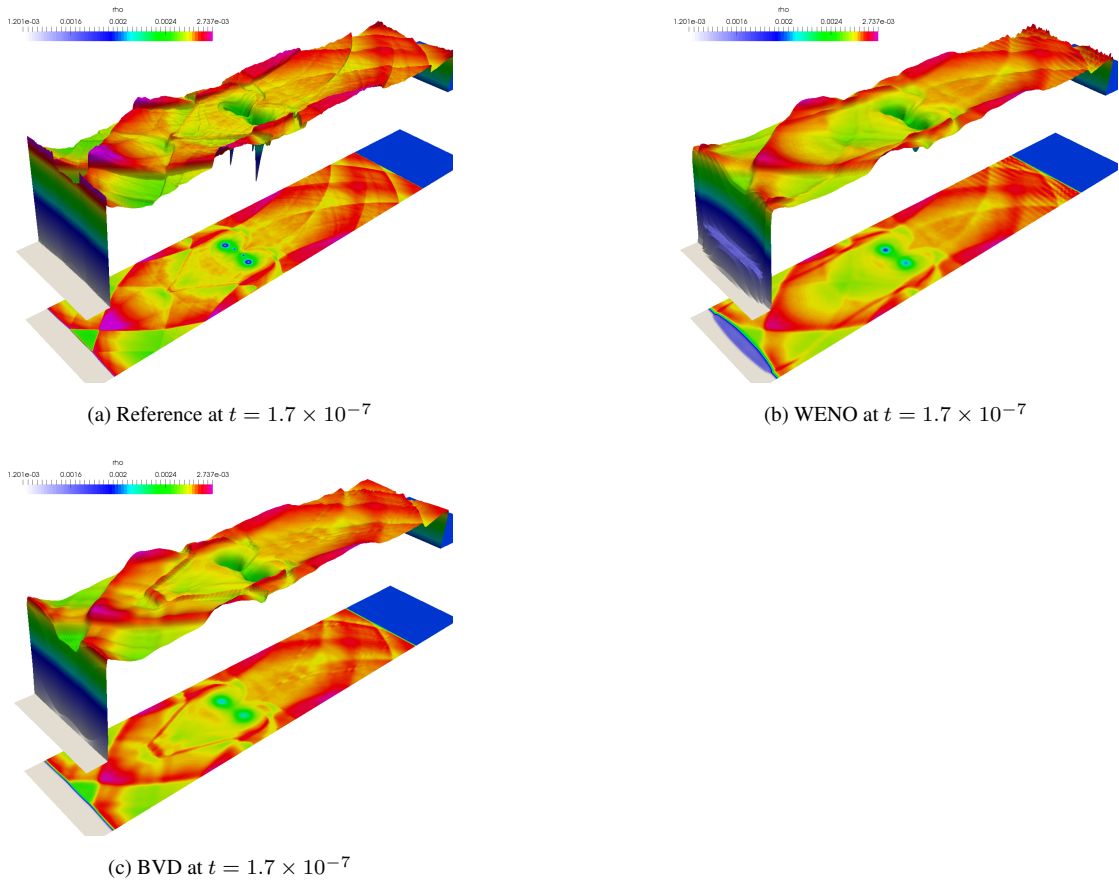 rho
1.201e-03 0.0016 0.002 0.0024 2.737e-03
rho
1.201e-03 0.0016 0.002 0.0024 2.737e-03
(a) Reference at t = 1.7 × 10⁻⁷
(b) WENO at t = 1.7 × 10⁻⁷
rho
1.201e-03 0.0016 0.002 0.0024 2.737e-03
(c) BVD at t = 1.7 × 10⁻⁷